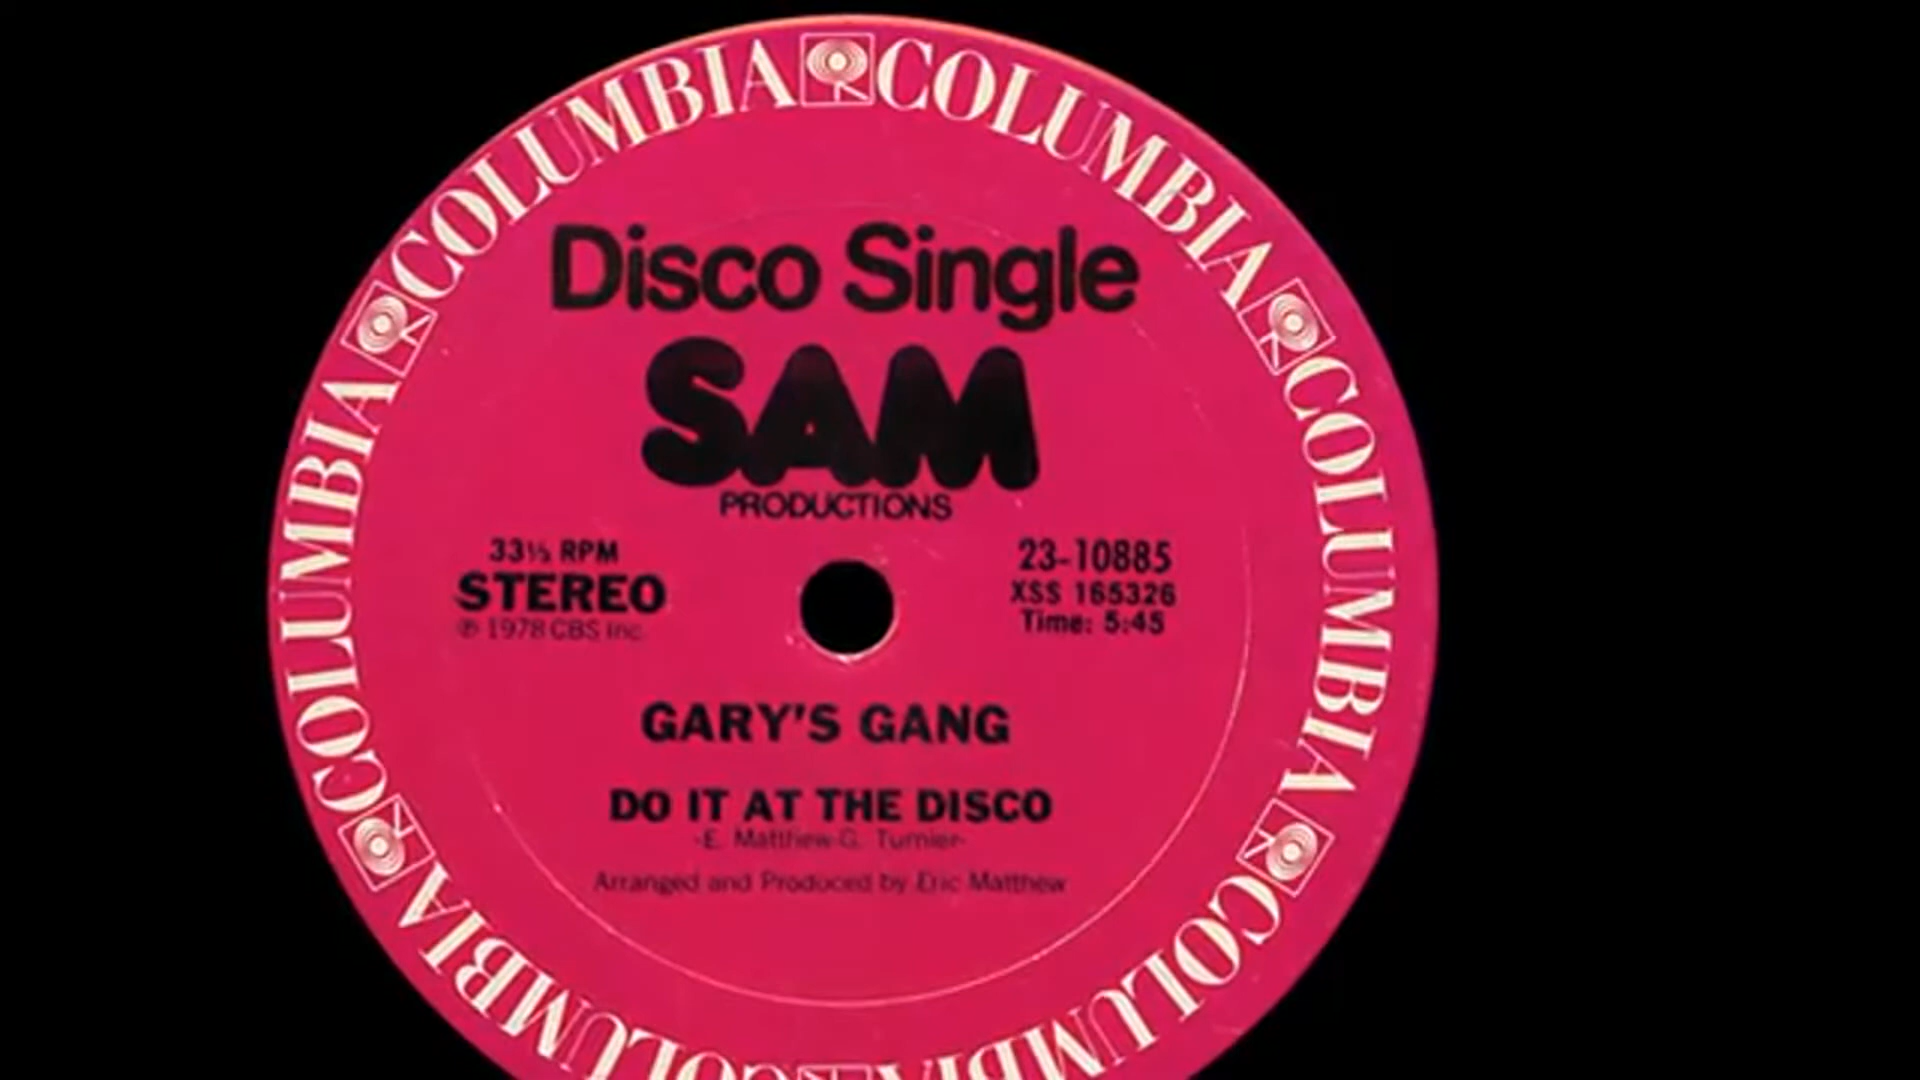 COLUMBIA COLUMBIA COLUMBIA COLUMBIA COLUMBIA COLUMBIA
Disco Single
SAM
PRODUCTIONS
33⅓ RPM
STEREO
℗ 1978 CBS Inc.
23-10885
XSS 165326
Time: 5:45
GARY'S GANG
DO IT AT THE DISCO
-E. Matthew-G. Turnier-
Arranged and Produced by Eric Matthew